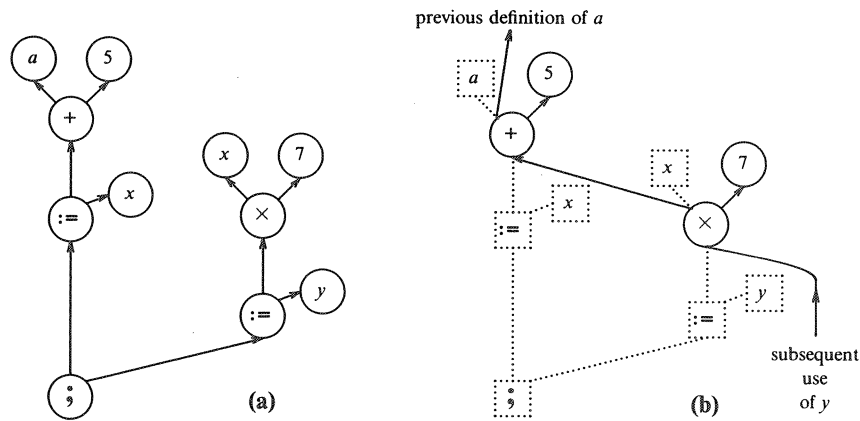 previous definition of a
a 5
+
x 7
:= x
×
:= y
;
(a)
a 5
+
x 7
:= x
×
:= y
subsequent
use
of y
;
(b)